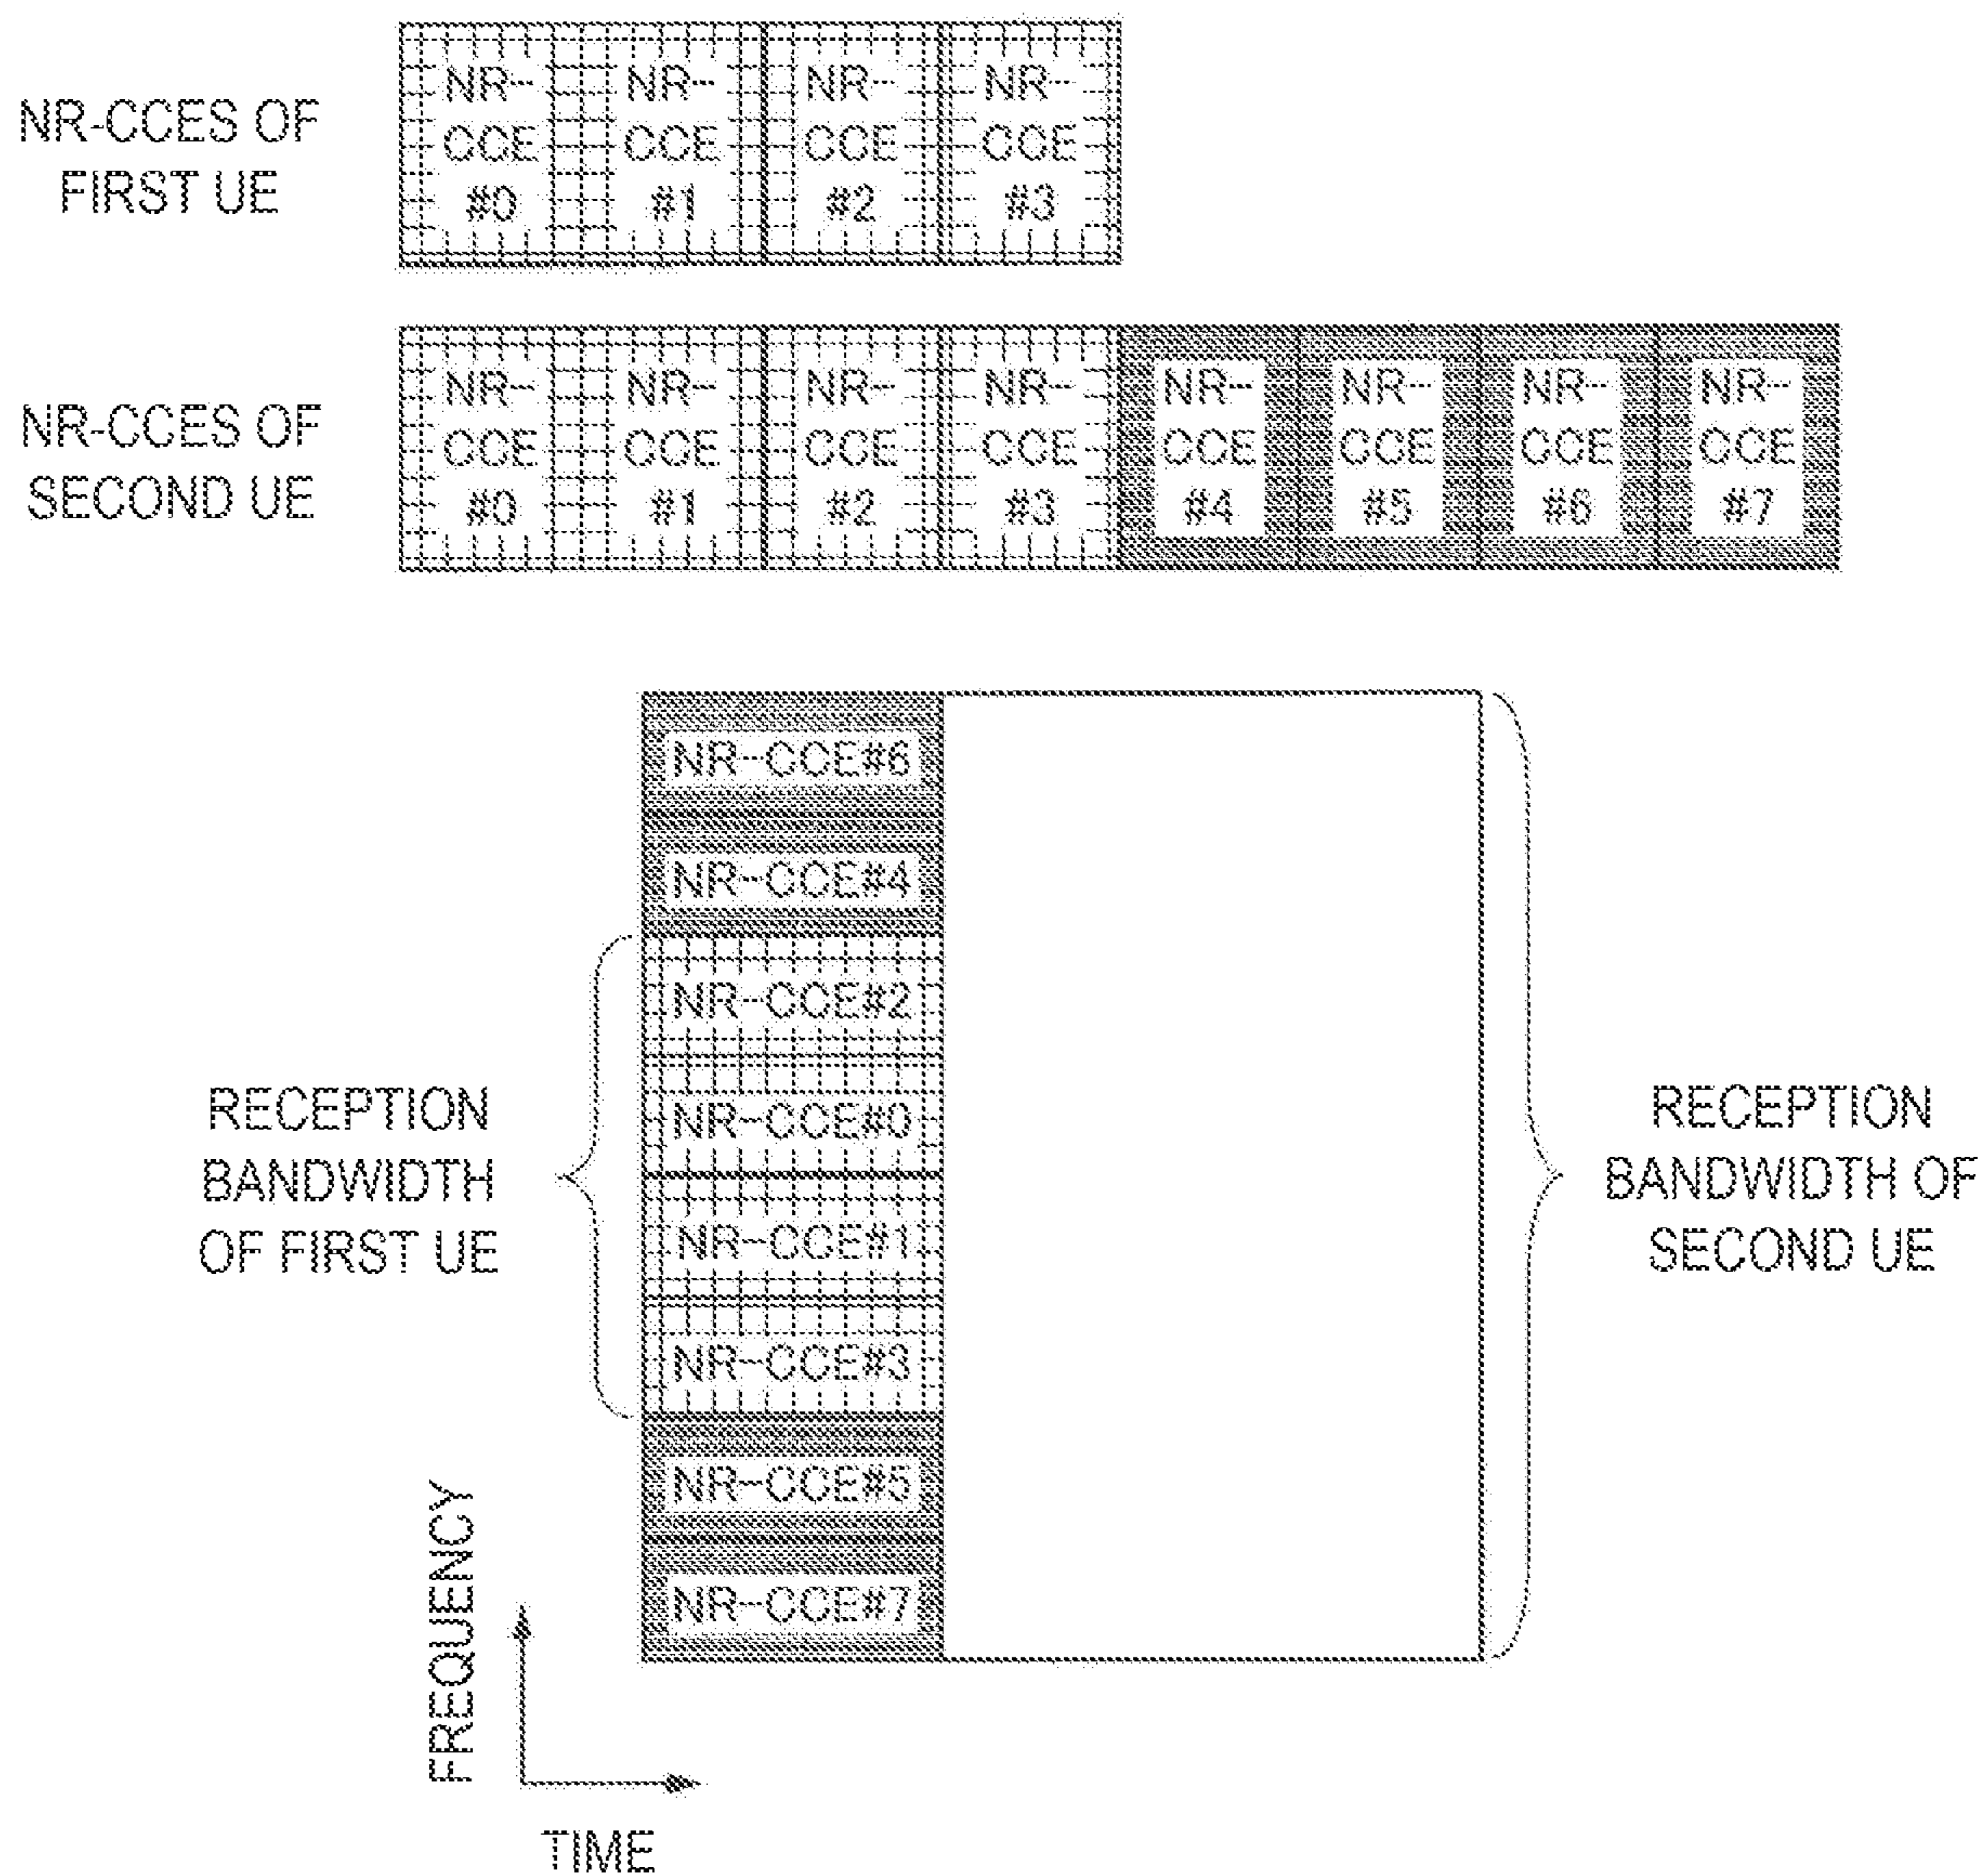 NR-CCES OF
FIRST UE
NR-
CCE
#0
NR-
CCE
#1
NR-
CCE
#2
NR-
CCE
#3
NR-CCES OF
SECOND UE
NR-
CCE
#0
NR-
CCE
#1
NR-
CCE
#2
NR-
CCE
#3
NR-
CCE
#4
NR-
CCE
#5
NR-
CCE
#6
NR-
CCE
#7
NR-CCE#6
NR-CCE#4
NR-CCE#2
NR-CCE#0
NR-CCE#1
NR-CCE#3
NR-CCE#5
NR-CCE#7
RECEPTION
BANDWIDTH
OF FIRST UE
RECEPTION
BANDWIDTH OF
SECOND UE
FREQUENCY
TIME